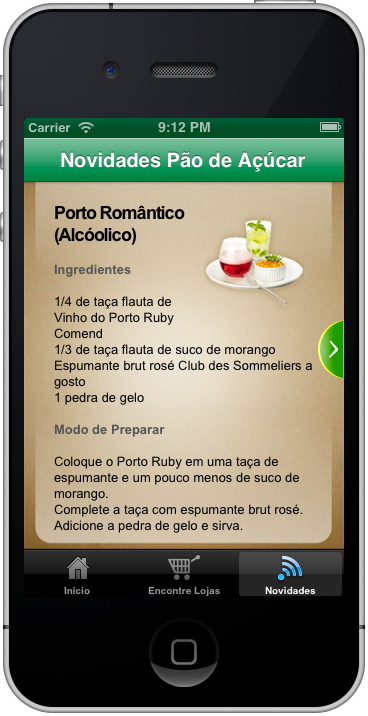 Carrier
9:12 PM
Novidades Pão de Açúcar
Porto Romântico
(Alcóolico)
Ingredientes
1/4 de taça flauta de
Vinho do Porto Ruby
Comend
1/3 de taça flauta de suco de morango
Espumante brut rosé Club des Sommeliers a
gosto
1 pedra de gelo
Modo de Preparar
Coloque o Porto Ruby em uma taça de
espumante e um pouco menos de suco de
morango.
Complete a taça com espumante brut rosé.
Adicione a pedra de gelo e sirva.
Início
Encontre Lojas
Novidades